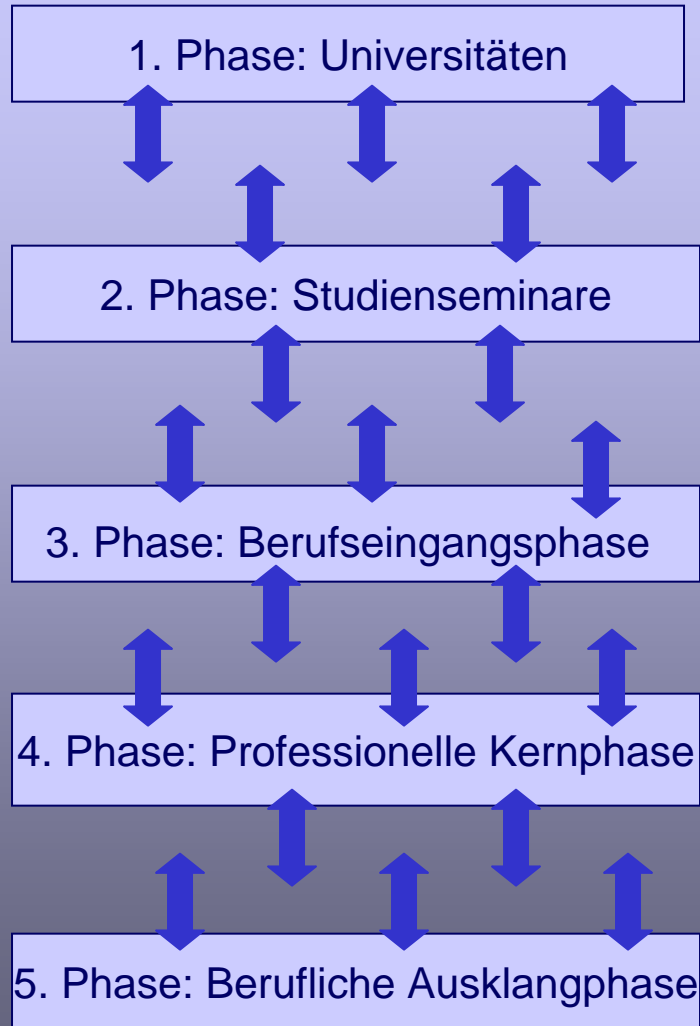 1. Phase: Universitäten
2. Phase: Studienseminare
3. Phase: Berufseingangsphase
4. Phase: Professionelle Kernphase
5. Phase: Berufliche Ausklangphase